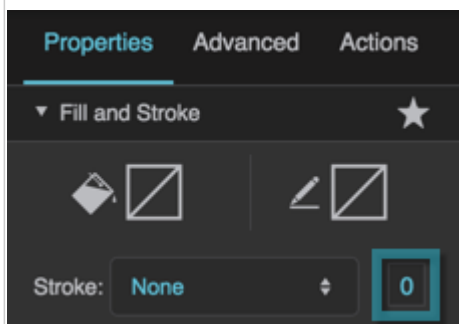 Properties Advanced Actions
Fill and Stroke
Stroke: None 0